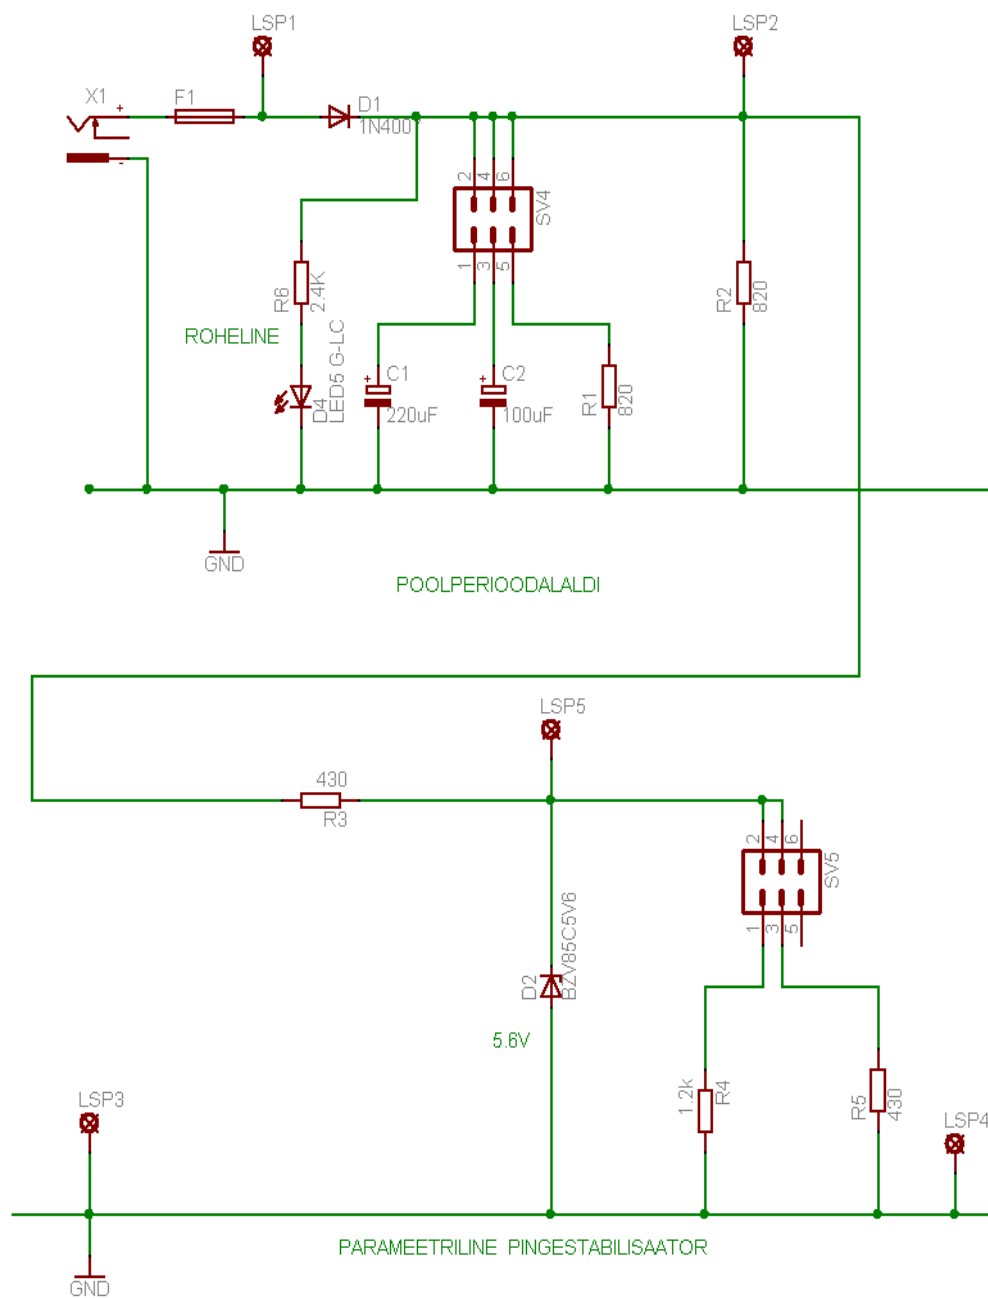 LSP1
LSP2
X1
F1
D1
1N400
+
-
2
4
6
SV4
1
3
5
R6
2.4K
R2
820
ROHELINE
D4
LED5 G-LC
+
C1
220uF
+
C2
100uF
R1
820
GND
POOLPERIOODALALDI
LSP5
430
R3
2
4
6
SV5
1
3
5
D2
BZV85C5V6
5.6V
LSP3
1.2k
R4
R5
430
LSP4
PARAMEETRILINE PINGESTABILISAATOR
GND